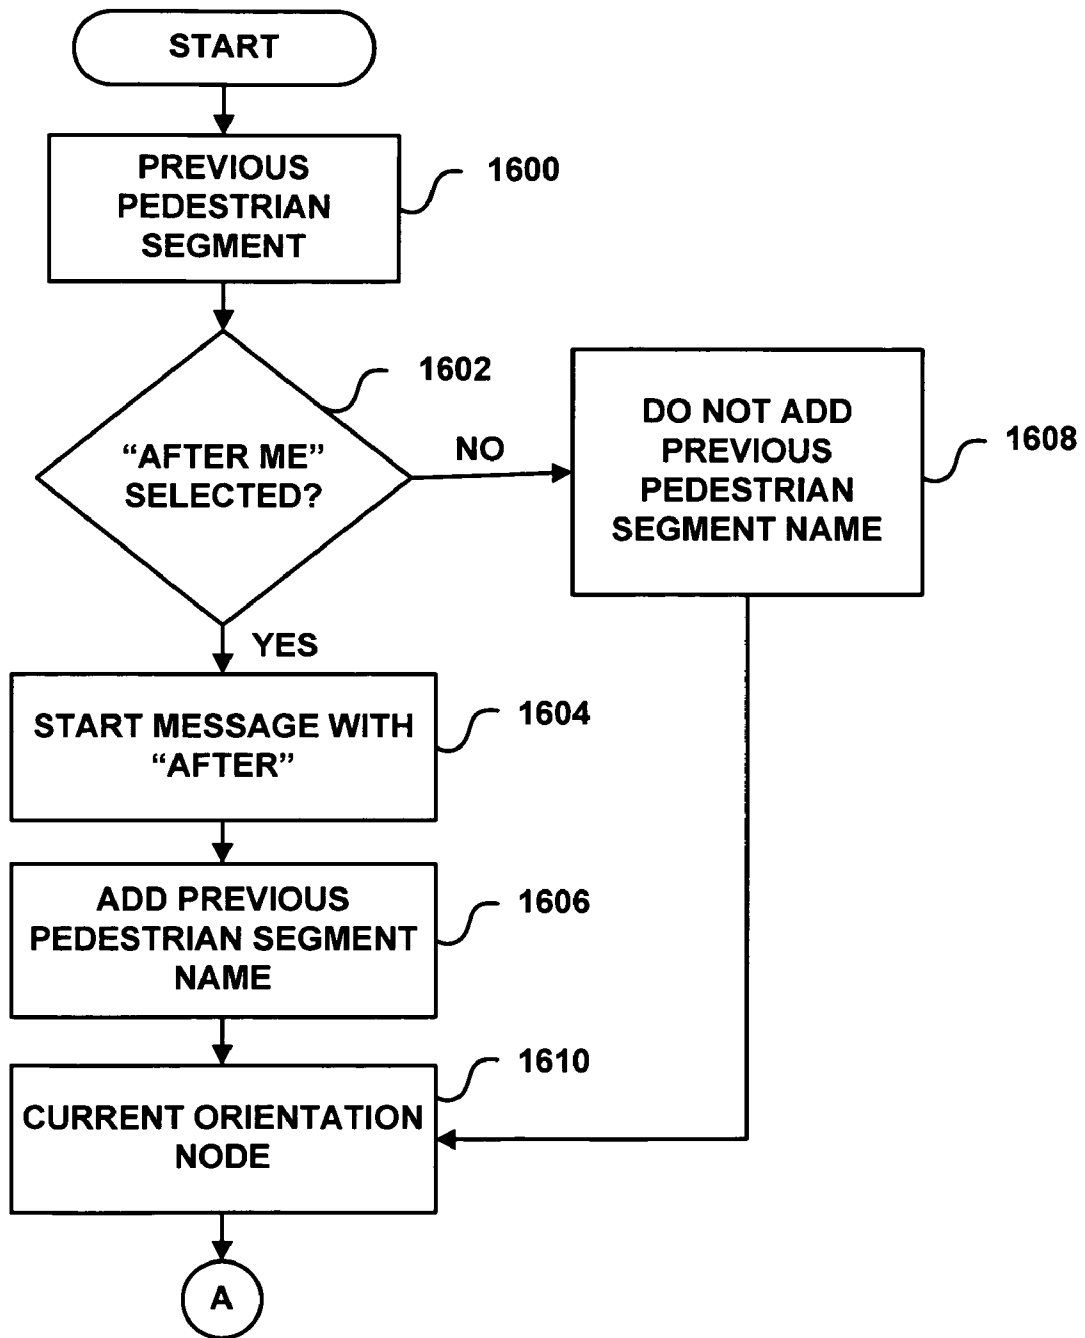 START
PREVIOUS
PEDESTRIAN
SEGMENT
1600
“AFTER ME”
SELECTED?
1602
NO
DO NOT ADD
PREVIOUS
PEDESTRIAN
SEGMENT NAME
1608
YES
START MESSAGE WITH
“AFTER”
1604
ADD PREVIOUS
PEDESTRIAN SEGMENT
NAME
1606
CURRENT ORIENTATION
NODE
1610
A